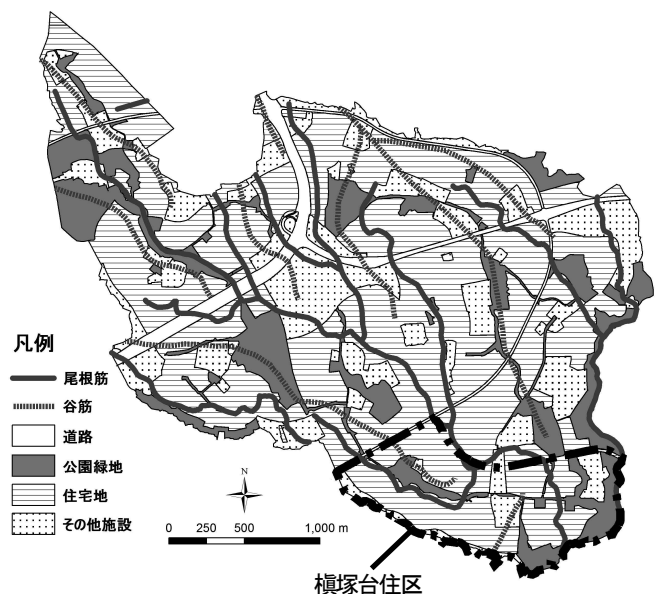 凡例
尾根筋
谷筋
道路
公園緑地
住宅地
その他施設
N
0 250 500 1,000 m
槇塚台住区